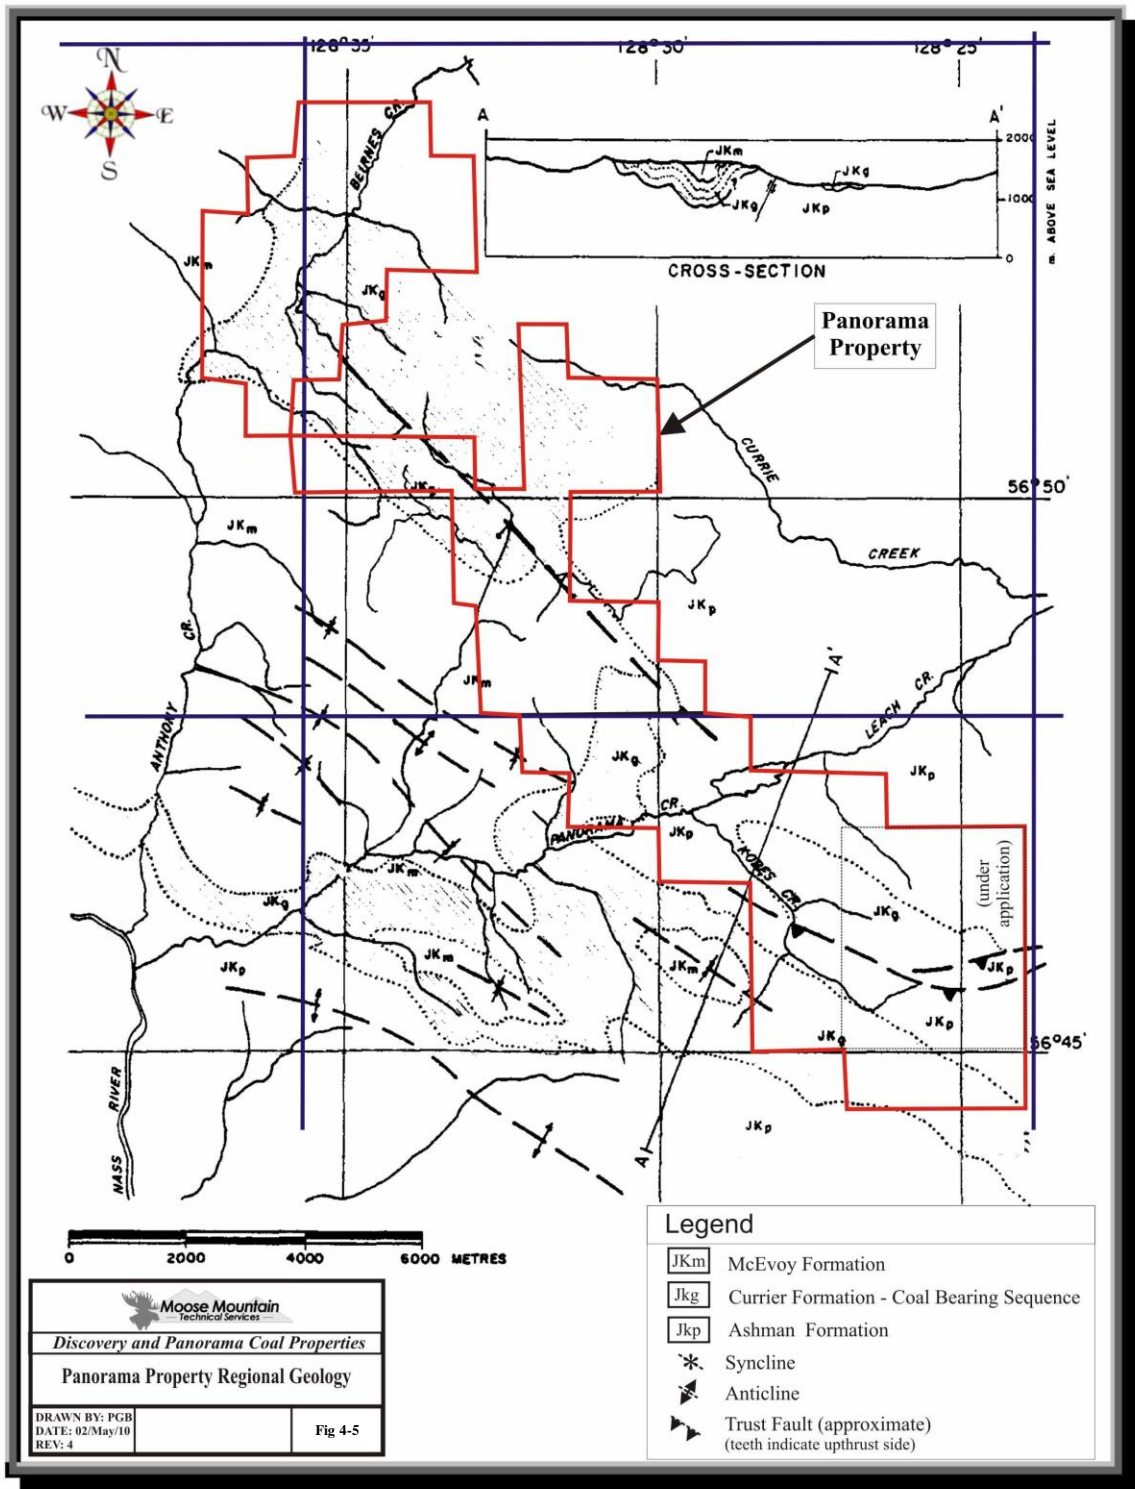 N
W
E
S
128°35'
128°30'
128°25'
A
A'
2000
1000
0
m. ABOVE SEA LEVEL
JKm
JKg
JKg
JKp
CROSS-SECTION
BEIRNES CR.
JKm
JKg
Panorama
Property
CURRIE
CREEK
56°50'
JKm
JKp
ANTHONY CR.
JKm
A'
LEACH CR.
JKg
JKp
PANORAMA CR.
JKp
KOBES CR.
(under
application)
JKm
JKg
JKg
JKm
JKm
JKp
JKp
JKp
JKg
56°45'
JKp
A
NASS RIVER
0 2000 4000 6000 METRES
Legend
JKm McEvoy Formation
Jkg Currier Formation - Coal Bearing Sequence
Jkp Ashman Formation
Syncline
Anticline
Trust Fault (approximate)
(teeth indicate upthrust side)
Moose Mountain
Technical Services
Discovery and Panorama Coal Properties
Panorama Property Regional Geology
DRAWN BY: PGB
DATE: 02/May/10
REV: 4
Fig 4-5